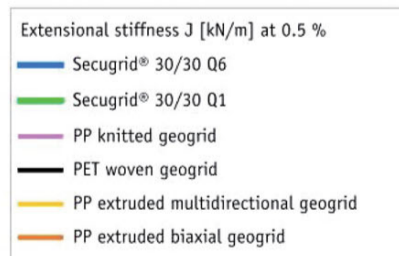 Extensional stiffness J [kN/m] at 0.5 %
Secugrid® 30/30 Q6
Secugrid® 30/30 Q1
PP knitted geogrid
PET woven geogrid
PP extruded multidirectional geogrid
PP extruded biaxial geogrid